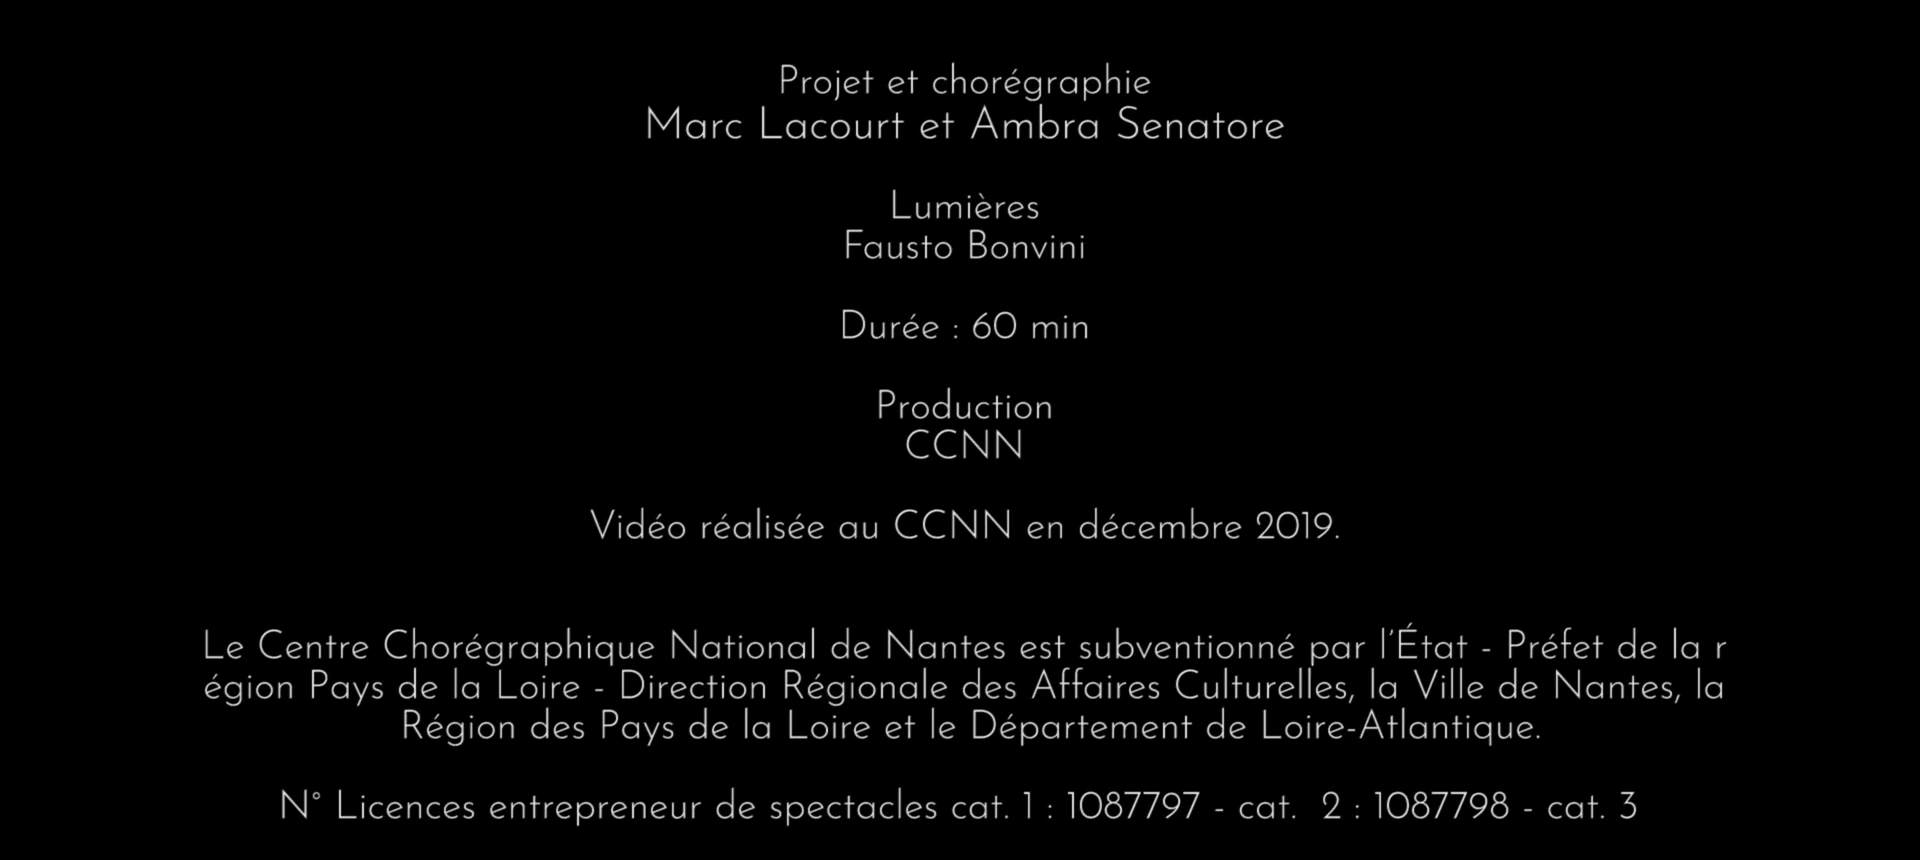 Projet et chorégraphie
Marc Lacourt et Ambra Senatore
Lumières
Fausto Bonvini
Durée : 60 min
Production
CCNN
Vidéo réalisée au CCNN en décembre 2019.
Le Centre Chorégraphique National de Nantes est subventionné par l’État - Préfet de la r
égion Pays de la Loire - Direction Régionale des Affaires Culturelles, la Ville de Nantes, la
Région des Pays de la Loire et le Département de Loire-Atlantique.
N° Licences entrepreneur de spectacles cat. 1 : 1087797 - cat.  2 : 1087798 - cat. 3